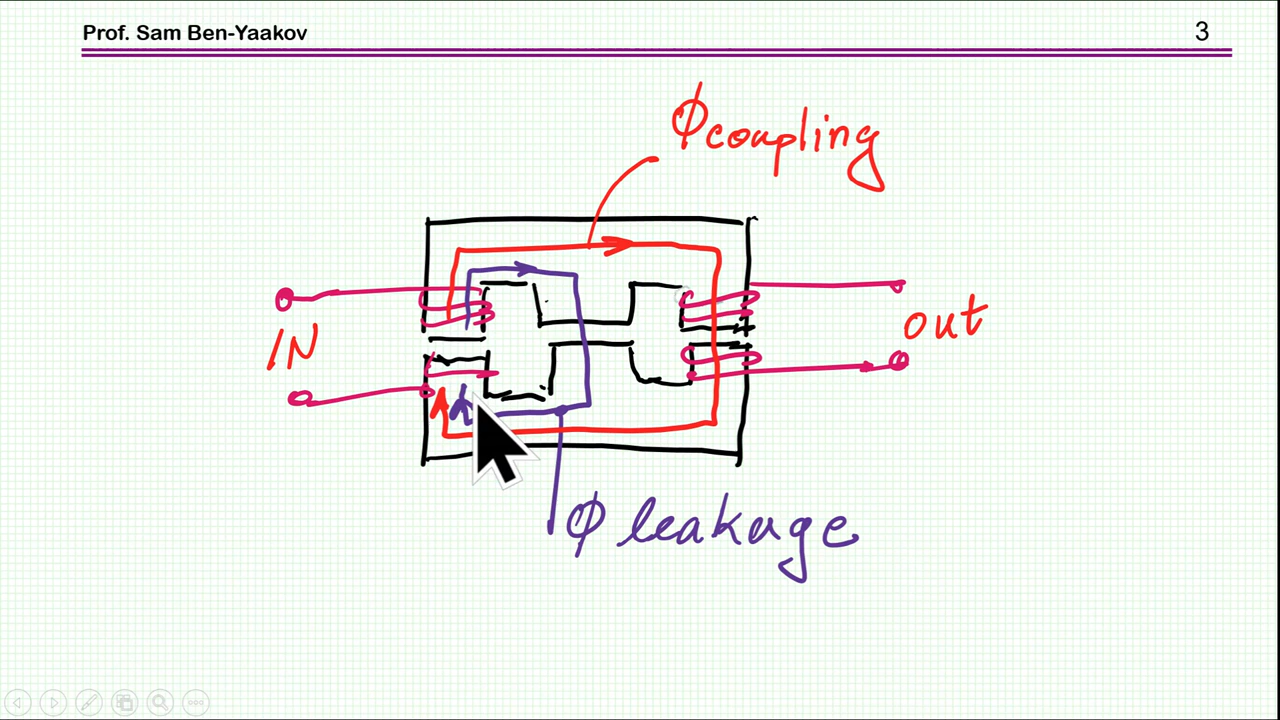 Prof. Sam Ben-Yaakov
3
ϕcoupling
IN
out
ϕ leakage